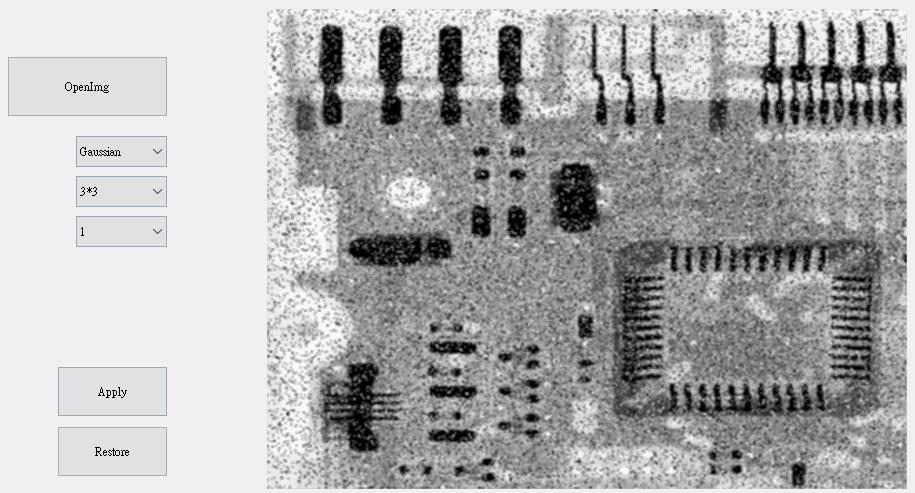 OpenImg
Gaussian
3*3
1
Apply
Restore